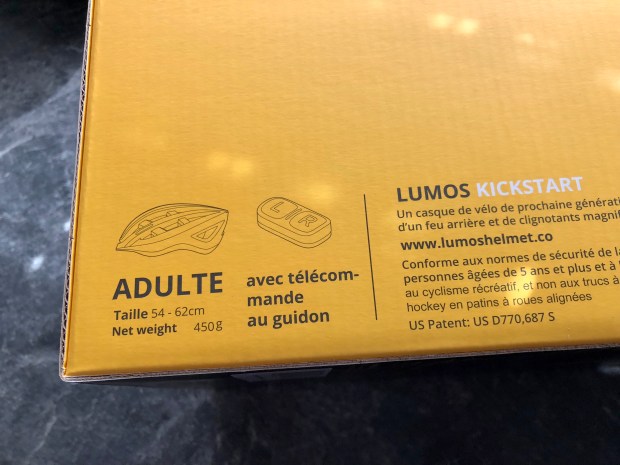 L R
ADULTE
Taille 54 - 62cm
Net weight 450g
avec télécom-
mande
au guidon
LUMOS KICKSTART
Un casque de vélo de prochaine générati
d'un feu arrière et de clignotants magnif
www.lumoshelmet.co
Conforme aux normes de sécurité de la
personnes âgées de 5 ans et plus et à
au cyclisme récréatif, et non aux trucs à
hockey en patins à roues alignées
US Patent: US D770,687 S